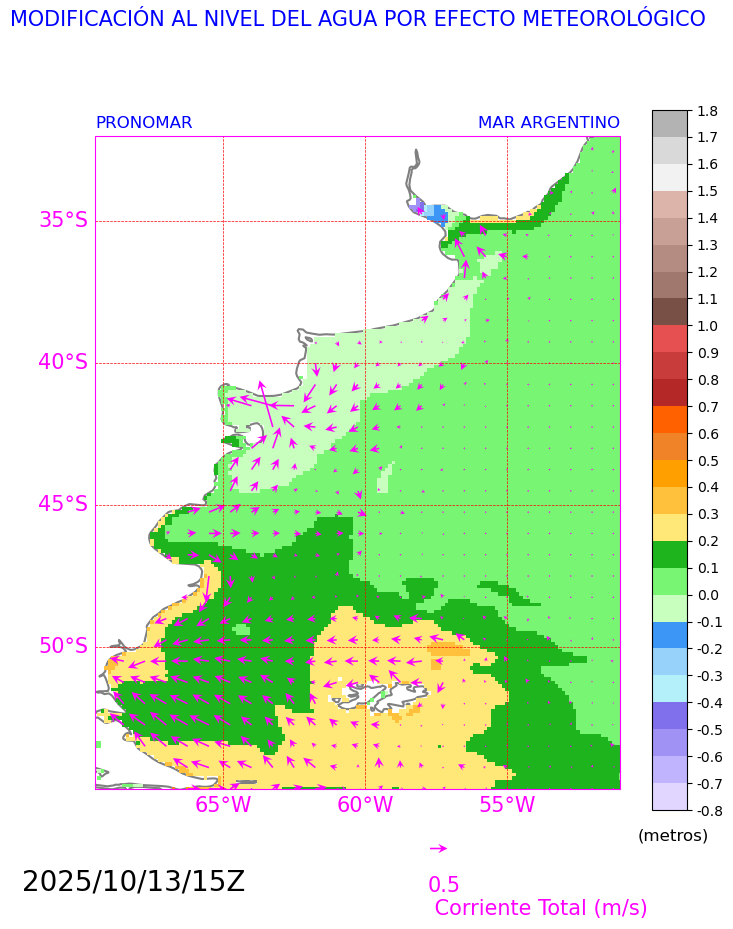 MODIFICACIÓN AL NIVEL DEL AGUA POR EFECTO METEOROLÓGICO
PRONOMAR MAR ARGENTINO
1.8
1.7
1.6
1.5
1.4
1.3
1.2
1.1
1.0
0.9
0.8
0.7
0.6
0.5
0.4
0.3
0.2
0.1
0.0
-0.1
-0.2
-0.3
-0.4
-0.5
-0.6
-0.7
-0.8
(metros)
35°S
40°S
45°S
50°S
65°W 60°W 55°W
2025/10/13/15Z
0.5
Corriente Total (m/s)